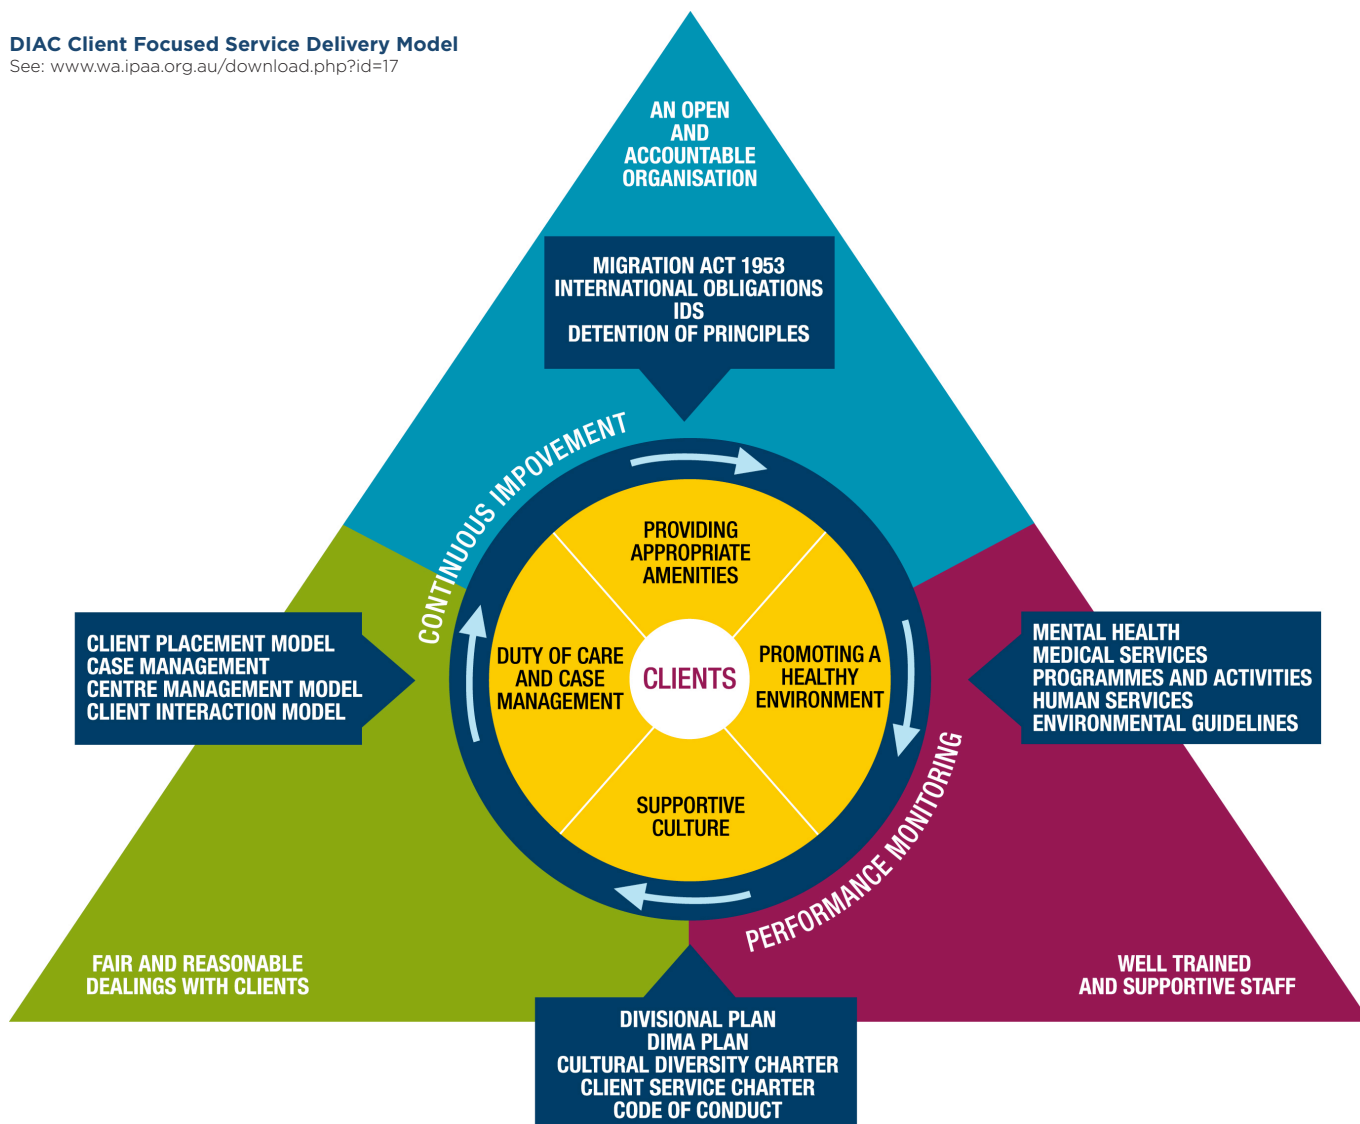 DIAC Client Focused Service Delivery Model
See: www.wa.ipaa.org.au/download.php?id=17
AN OPEN
AND
ACCOUNTABLE
ORGANISATION
MIGRATION ACT 1953
INTERNATIONAL OBLIGATIONS
IDS
DETENTION OF PRINCIPLES
CONTINUOUS IMPOVEMENT
PROVIDING
APPROPRIATE
AMENITIES
CLIENT PLACEMENT MODEL
CASE MANAGEMENT
CENTRE MANAGEMENT MODEL
CLIENT INTERACTION MODEL
DUTY OF CARE
AND CASE
MANAGEMENT
CLIENTS
PROMOTING A
HEALTHY
ENVIRONMENT
MENTAL HEALTH
MEDICAL SERVICES
PROGRAMMES AND ACTIVITIES
HUMAN SERVICES
ENVIRONMENTAL GUIDELINES
SUPPORTIVE
CULTURE
PERFORMANCE MONITORING
FAIR AND REASONABLE
DEALINGS WITH CLIENTS
WELL TRAINED
AND SUPPORTIVE STAFF
DIVISIONAL PLAN
DIMA PLAN
CULTURAL DIVERSITY CHARTER
CLIENT SERVICE CHARTER
CODE OF CONDUCT